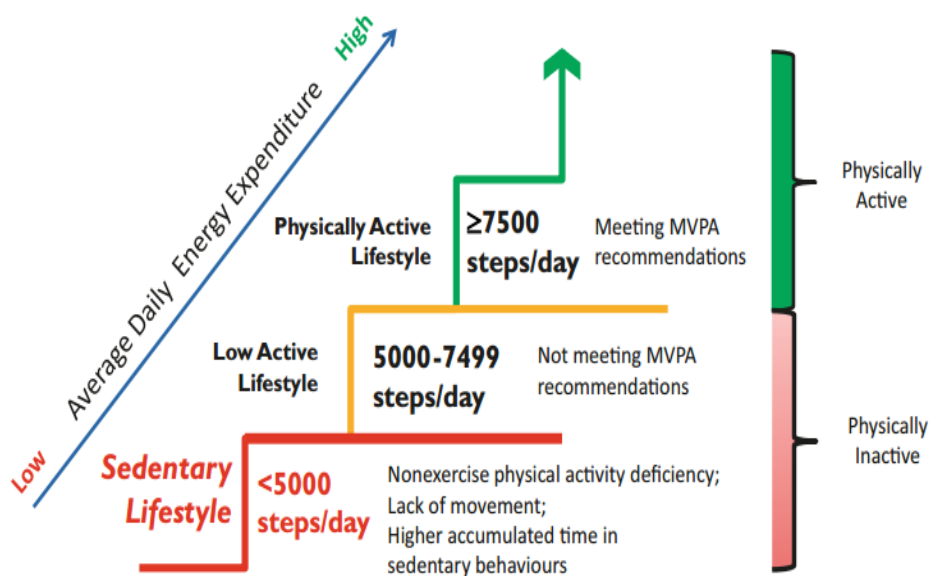 High
Average Daily Energy Expenditure
Low
Physically Active
Lifestyle
≥7500
steps/day
Meeting MVPA
recommendations
Physically
Active
Low Active
Lifestyle
5000-7499
steps/day
Not meeting MVPA
recommendations
Sedentary
Lifestyle
<5000
steps/day
Nonexercise physical activity deficiency;
Lack of movement;
Higher accumulated time in
sedentary behaviours
Physically
Inactive